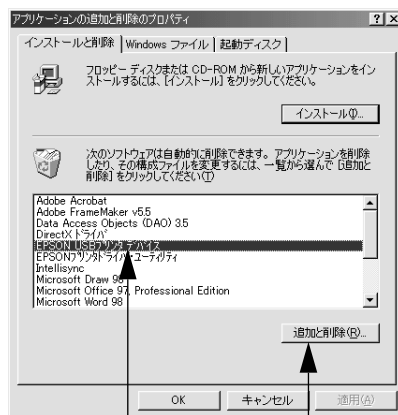 アプリケーションの追加と削除のプロパティ
? ×
インストールと削除 Windows ファイル 起動ディスク
フロッピー ディスクまたは CD-ROM から新しいアプリケーションをイン
ストールするには、[インストール] をクリックしてください。
インストール(I)...
次のソフトウェアは自動的に削除できます。アプリケーションを削除
したり、その構成ファイルを変更するには、一覧から選んで [追加と
削除] をクリックしてください(T)
Adobe Acrobat
Adobe FrameMaker v5.5
Data Access Objects (DAO) 3.5
DirectX ドライバ
EPSON USBプリンタデバイス
EPSONプリンタドライバ・ユーティリティ
Intellisync
Microsoft Draw 98
Microsoft Office 97, Professional Edition
Microsoft Word 98
追加と削除(R)...
OK キャンセル 適用(A)